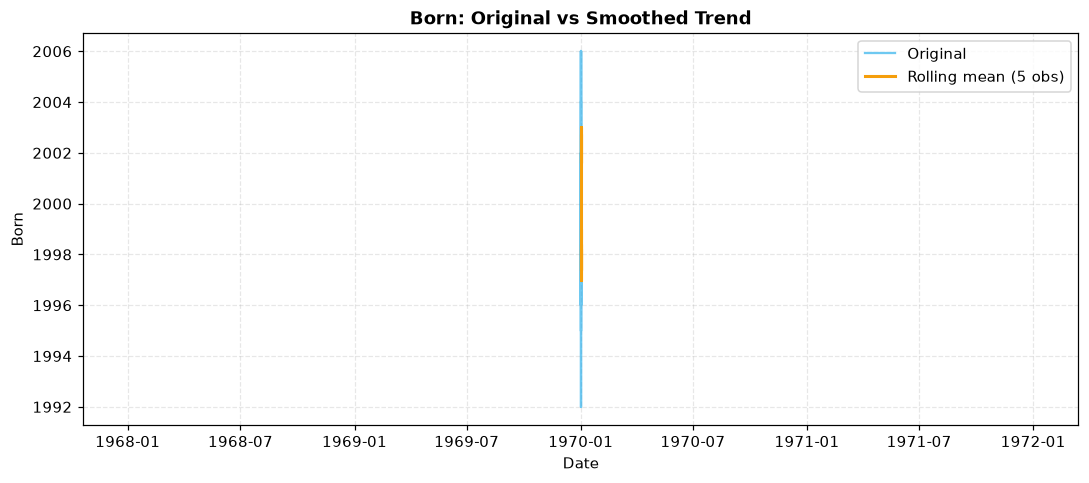 Born: Original vs Smoothed Trend
Original
Rolling mean (5 obs)
Born
2006
2004
2002
2000
1998
1996
1994
1992
1968-01 1968-07 1969-01 1969-07 1970-01 1970-07 1971-01 1971-07 1972-01
Date